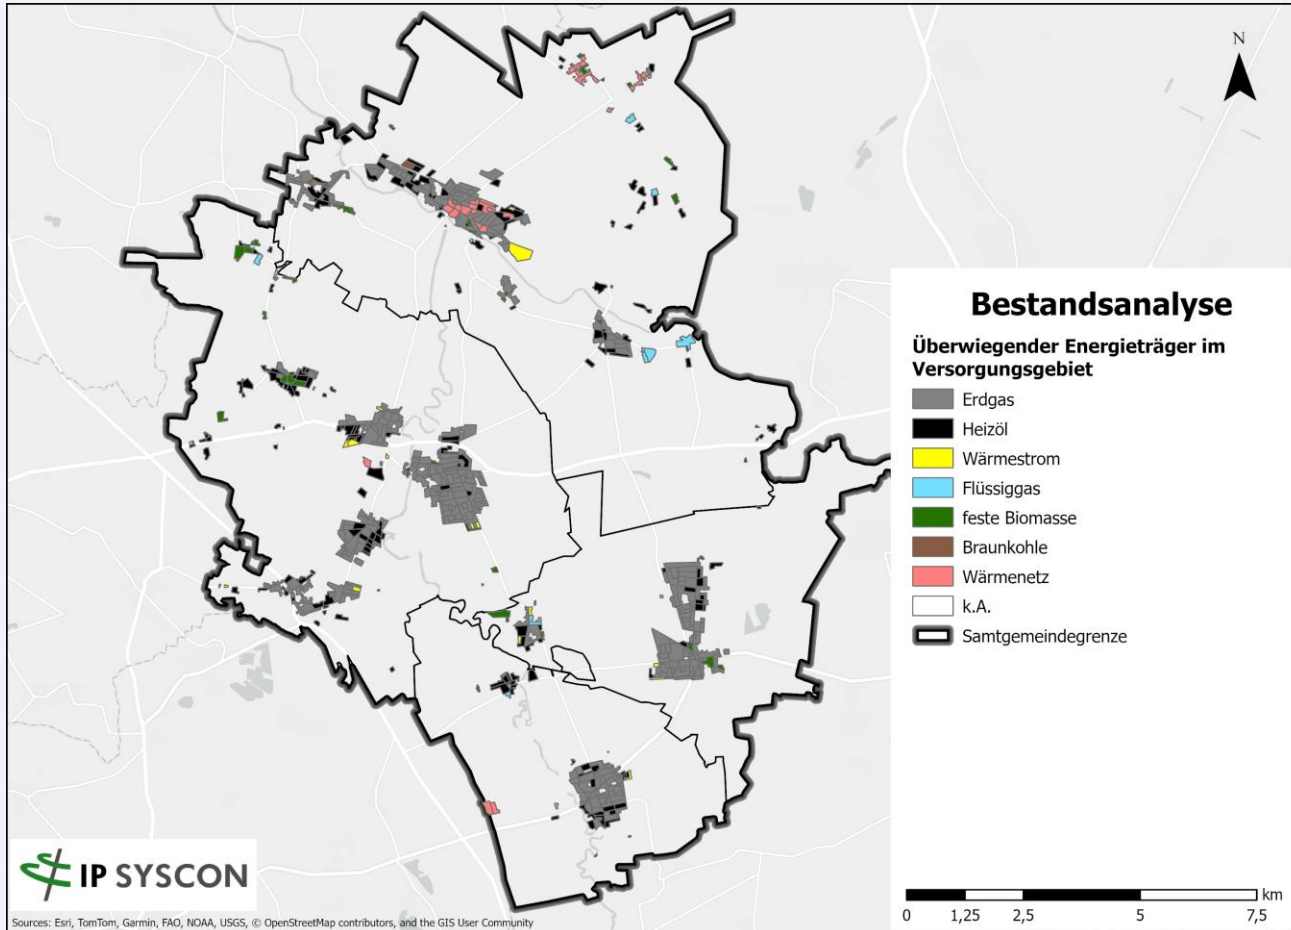 N
Bestandsanalyse
Überwiegender Energieträger im
Versorgungsgebiet
Erdgas
Heizöl
Wärmestrom
Flüssiggas
feste Biomasse
Braunkohle
Wärmenetz
k.A.
Samtgemeindegrenze
km
0 1,25 2,5 5 7,5
IP SYSCON
Sources: Esri, TomTom, Garmin, FAO, NOAA, USGS, © OpenStreetMap contributors, and the GIS User Community